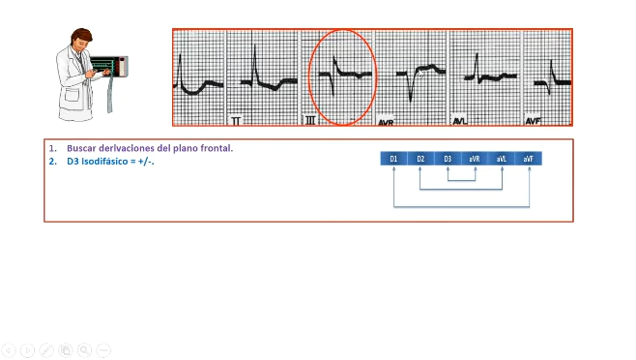 II
III
AVR
AVL
AVF
1. Buscar derivaciones del plano frontal.
2. D3 Isodifásico = +/-.
D1 D2 D3 aVR aVL aVF